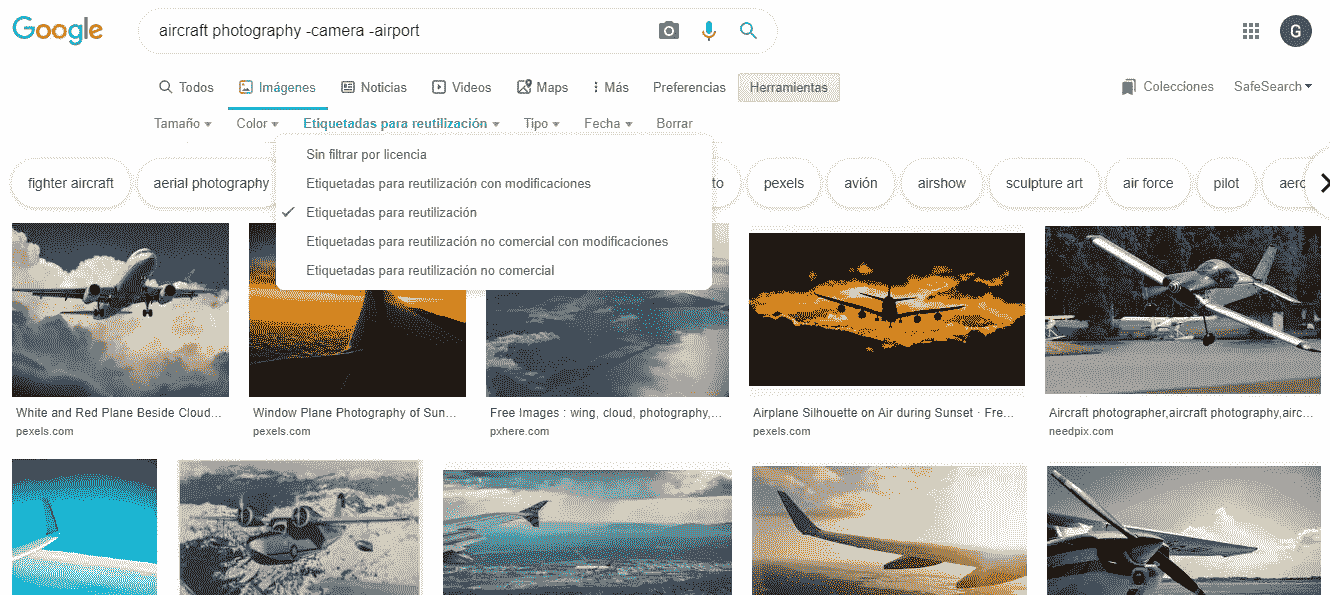 Google
aircraft photography -camera -airport
G
Todos Imágenes Noticias Videos Maps Más Preferencias Herramientas Colecciones SafeSearch
Tamaño Color Etiquetadas para reutilización Tipo Fecha Borrar
Sin filtrar por licencia
Etiquetadas para reutilización con modificaciones
Etiquetadas para reutilización
Etiquetadas para reutilización no comercial con modificaciones
Etiquetadas para reutilización no comercial
fighter aircraft aerial photography to pexels avión airshow sculpture art air force pilot aero
White and Red Plane Beside Cloud... Window Plane Photography of Sun... Free Images : wing, cloud, photography,... Airplane Silhouette on Air during Sunset · Fre... Aircraft photographer,aircraft photography,airc...
pexels.com pexels.com pxhere.com pexels.com needpix.com